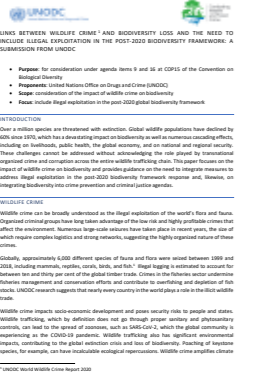 UNODC
LINKS BETWEEN WILDLIFE CRIME¹ AND BIODIVERSITY LOSS AND THE NEED TO
INCLUDE ILLEGAL EXPLOITATION IN THE POST-2020 BIODIVERSITY FRAMEWORK: A
SUBMISSION FROM UNODC
• Purpose: for consideration under agenda items 9 and 16 at COP15 of the Convention on
Biological Diversity
• Proponents: United Nations Office on Drugs and Crime (UNODC)
• Scope: consideration of the impact of wildlife crime on biodiversity
• Focus: include illegal exploitation in the post-2020 global biodiversity framework
INTRODUCTION
Over a million species are threatened with extinction. Global wildlife populations have declined by
60% since 1970, which has a devastating impact on biodiversity as well as numerous cascading effects,
including on livelihoods, public health, the global economy, and on national and regional security.
These challenges cannot be addressed without acknowledging the role played by transnational
organized crime and corruption across the entire wildlife trafficking chain. This paper focuses on the
impact of wildlife crime on biodiversity and provides guidance on the need to integrate measures to
address illegal exploitation in the post-2020 biodiversity framework response and, likewise, on
integrating biodiversity into crime prevention and criminal justice agendas.
WILDLIFE CRIME
Wildlife crime can be broadly understood as the illegal exploitation of the world's flora and fauna.
Organized criminal groups have long taken advantage of the low risk and highly profitable crimes that
affect the environment. Numerous large-scale seizures have taken place in recent years, the size of
which require complex logistics and strong networks, suggesting the highly organized nature of these
crimes.
Globally, approximately 6,000 different species of fauna and flora were seized between 1999 and
2018, including mammals, reptiles, corals, birds, and fish. Illegal logging is estimated to account for
between ten and thirty per cent of the global timber trade. Crimes in the fisheries sector undermine
fisheries management and conservation efforts and contribute to overfishing and depletion of fish
stocks. UNODC research suggests that nearly every country in the world plays a role in the illicit wildlife
trade.
Wildlife crime impacts socio-economic development and poses security risks to people and states.
Wildlife trafficking, which by definition does not go through proper sanitary and phytosanitary
controls, can lead to the spread of zoonoses, such as SARS-CoV-2, which the global community is
experiencing as the COVID-19 pandemic. Wildlife trafficking also has significant environmental
impacts, contributing to the global extinction crisis and loss of biodiversity. Poaching of keystone
species, for example, can have incalculable ecological repercussions. Wildlife crime amplifies climate
¹ UNODC World Wildlife Crime Report 2020